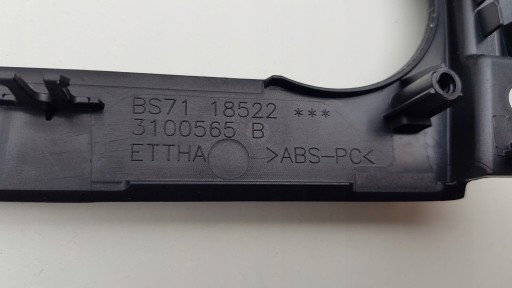 BS71 18522 ***
3100565 B
ETTHA >ABS-PC<